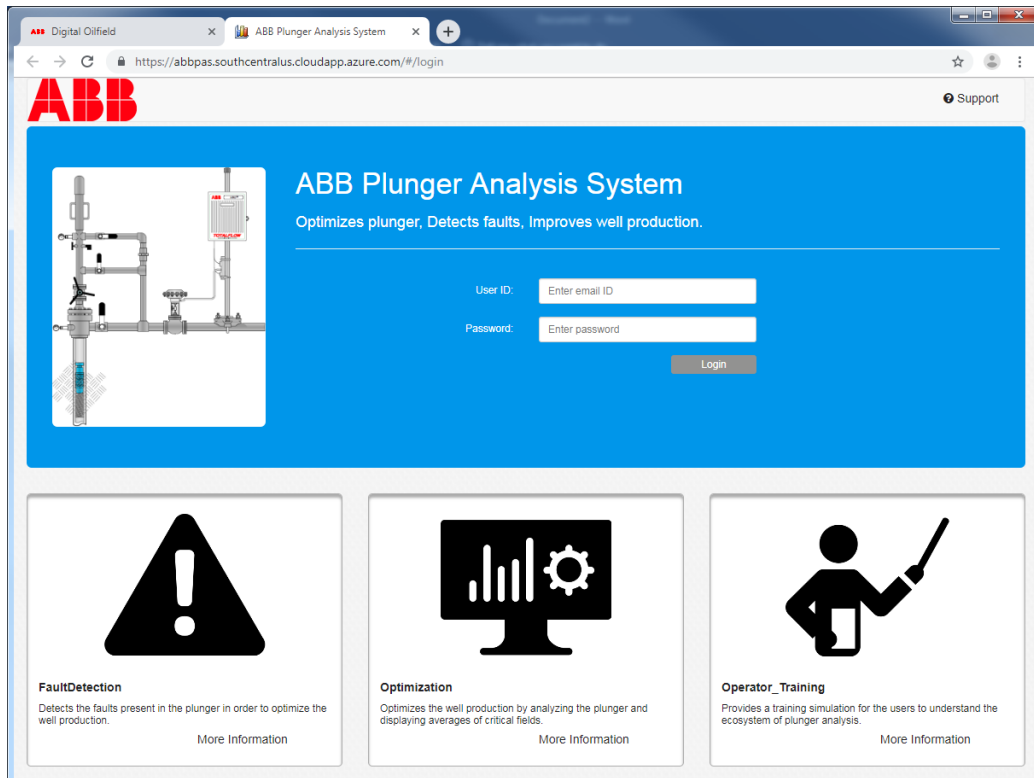 ABB Digital Oilfield
ABB Plunger Analysis System
https://abbpas.southcentralus.cloudapp.azure.com/#/login
ABB
Support
ABB Plunger Analysis System
Optimizes plunger, Detects faults, Improves well production.
ABB
TOTALFLOW
User ID:
Enter email ID
Password:
Enter password
Login
FaultDetection
Detects the faults present in the plunger in order to optimize the
well production.
More Information
Optimization
Optimizes the well production by analyzing the plunger and
displaying averages of critical fields.
More Information
Operator_Training
Provides a training simulation for the users to understand the
ecosystem of plunger analysis.
More Information